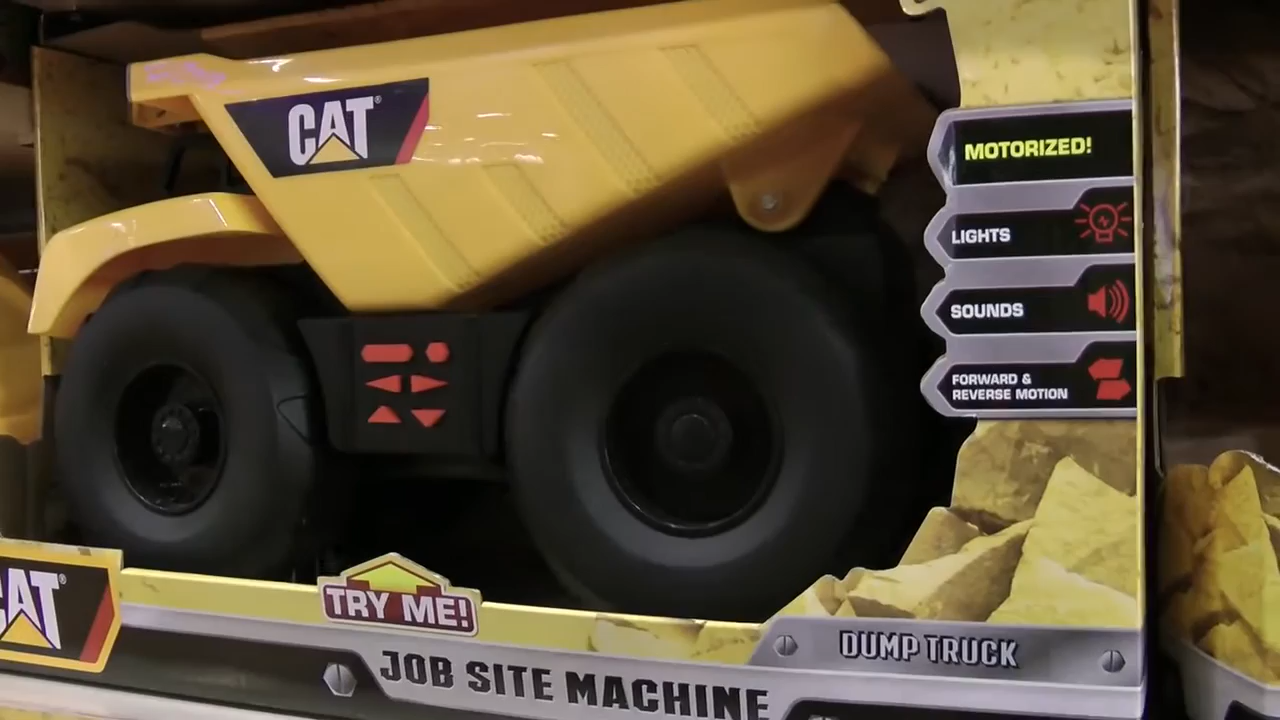 CAT®
MOTORIZED!
LIGHTS
SOUNDS
FORWARD &
REVERSE MOTION
CAT®
TRY ME!
DUMP TRUCK
JOB SITE MACHINE